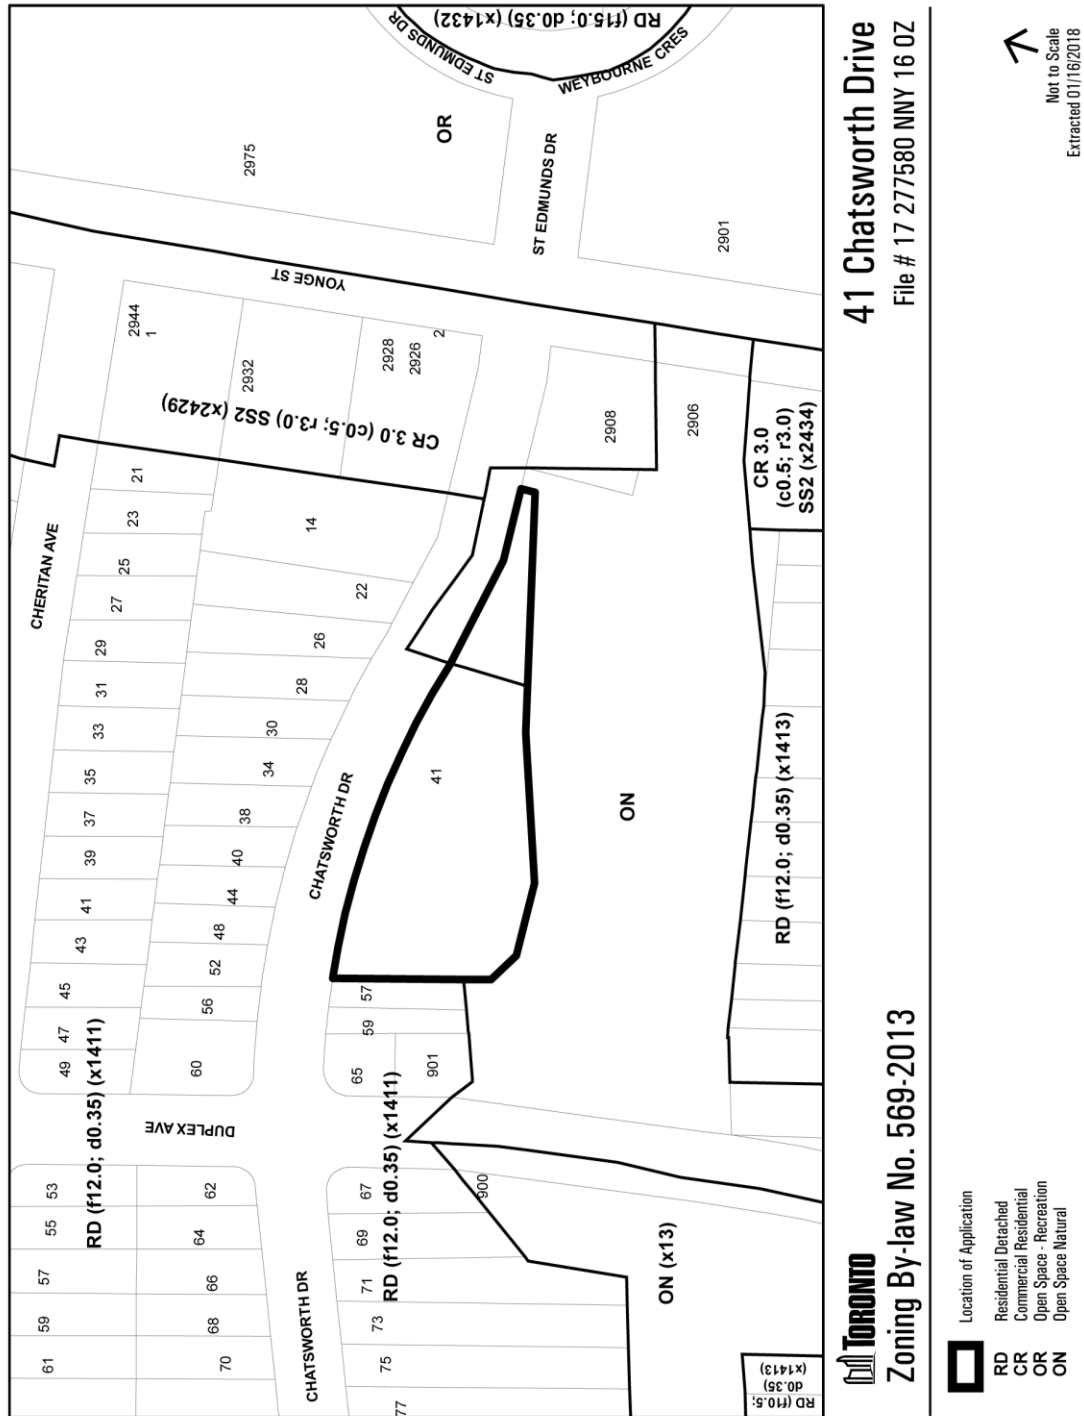 RD (f15.0; d0.35) (x1432)
ST EDMUNDS DR
WEYBOURNE CRES
OR
2975
ST EDMUNDS DR
2901
YONGE ST
2944
1
2932
2928
2926
2
CR 3.0 (c0.5; r3.0) SS2 (x2429)
2908
2906
CR 3.0
(c0.5; r3.0)
SS2 (x2434)
CHERITAN AVE
21
23
25
27
29
31
33
35
37
39
41
43
45
47
49
14
22
26
28
30
34
38
40
44
48
52
56
60
CHATSWORTH DR
41
ON
57
59
65
901
RD (f12.0; d0.35) (x1413)
RD (f12.0; d0.35) (x1411)
DUPLEX AVE
RD (f12.0; d0.35) (x1411)
53
55
57
59
61
62
64
66
68
70
CHATSWORTH DR
67
69
71
73
75
77
900
ON (x13)
RD (f10.5;
d0.35)
(x1413)
TORONTO
Zoning By-law No. 569-2013
41 Chatsworth Drive
File # 17 277580 NNY 16 OZ
Location of Application
RD Residential Detached
CR Commercial Residential
OR Open Space - Recreation
ON Open Space Natural
Not to Scale
Extracted 01/16/2018